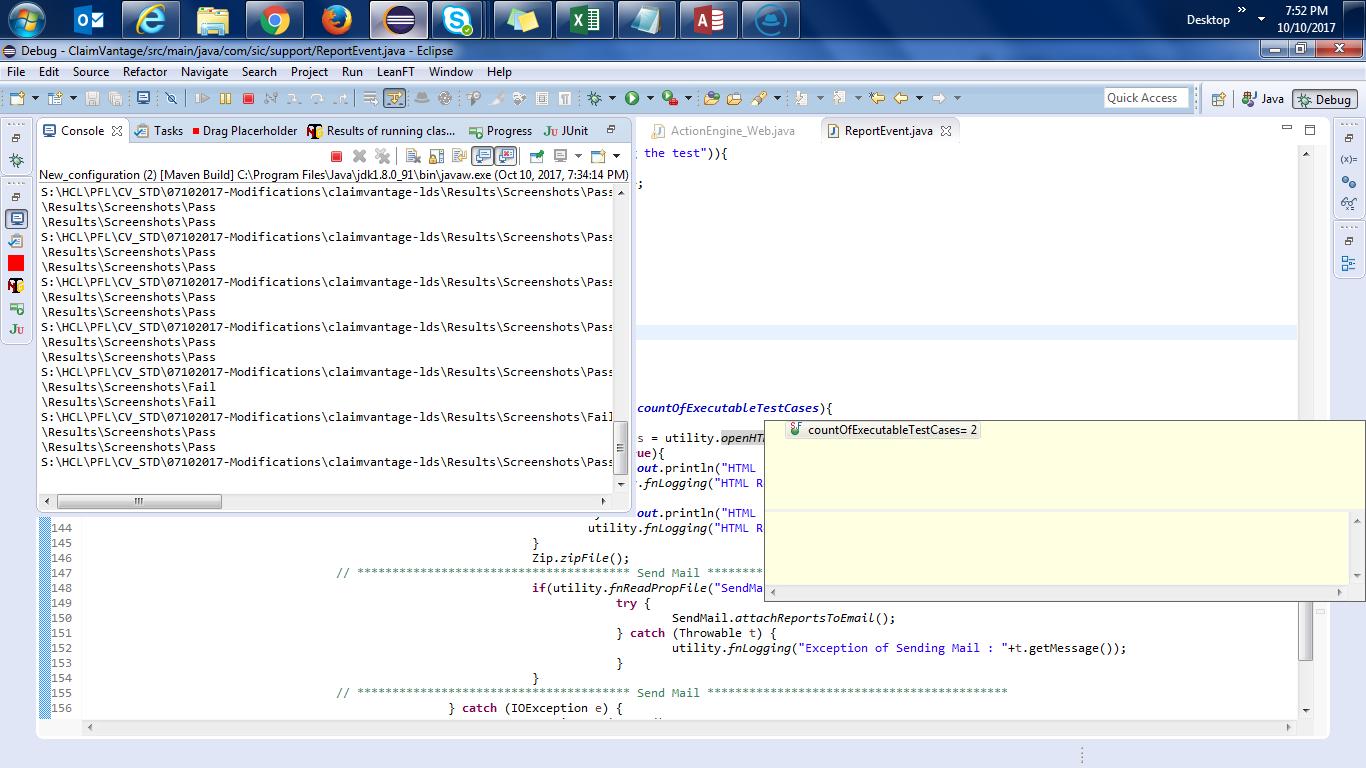 Desktop
»
7:52 PM
10/10/2017
Debug - ClaimVantage/src/main/java/com/sic/support/ReportEvent.java - Eclipse
File Edit Source Refactor Navigate Search Project Run LeanFT Window Help
Quick Access
Java
Debug
Console
Tasks
Drag Placeholder
Results of running clas...
Progress
JUnit
ActionEngine_Web.java
ReportEvent.java
New_configuration (2) [Maven Build] C:\Program Files\Java\jdk1.8.0_91\bin\javaw.exe (Oct 10, 2017, 7:34:14 PM)
S:\HCL\PFL\CV_STD\07102017-Modifications\claimvantage-lds\Results\Screenshots\Pass
\Results\Screenshots\Pass
\Results\Screenshots\Pass
S:\HCL\PFL\CV_STD\07102017-Modifications\claimvantage-lds\Results\Screenshots\Pass
\Results\Screenshots\Pass
\Results\Screenshots\Pass
S:\HCL\PFL\CV_STD\07102017-Modifications\claimvantage-lds\Results\Screenshots\Pass
\Results\Screenshots\Pass
\Results\Screenshots\Pass
S:\HCL\PFL\CV_STD\07102017-Modifications\claimvantage-lds\Results\Screenshots\Pass
\Results\Screenshots\Pass
\Results\Screenshots\Pass
S:\HCL\PFL\CV_STD\07102017-Modifications\claimvantage-lds\Results\Screenshots\Pass
\Results\Screenshots\Fail
\Results\Screenshots\Fail
S:\HCL\PFL\CV_STD\07102017-Modifications\claimvantage-lds\Results\Screenshots\Fail
\Results\Screenshots\Pass
\Results\Screenshots\Pass
S:\HCL\PFL\CV_STD\07102017-Modifications\claimvantage-lds\Results\Screenshots\Pass
the test")){
;
countOfExecutableTestCases){
s = utility.openHT
ue){
out.println("HTML
.fnLogging("HTML R
out.println("HTML
144 utility.fnLogging("HTML R
145 }
146 Zip.zipFile();
147 // *************************************** Send Mail ********
148 if(utility.fnReadPropFile("SendMa
149 try {
150 SendMail.attachReportsToEmail();
151 } catch (Throwable t) {
152 utility.fnLogging("Exception of Sending Mail : "+t.getMessage());
153 }
154 }
155 // *************************************** Send Mail *******************************************
156 } catch (IOException e) {
countOfExecutableTestCases= 2